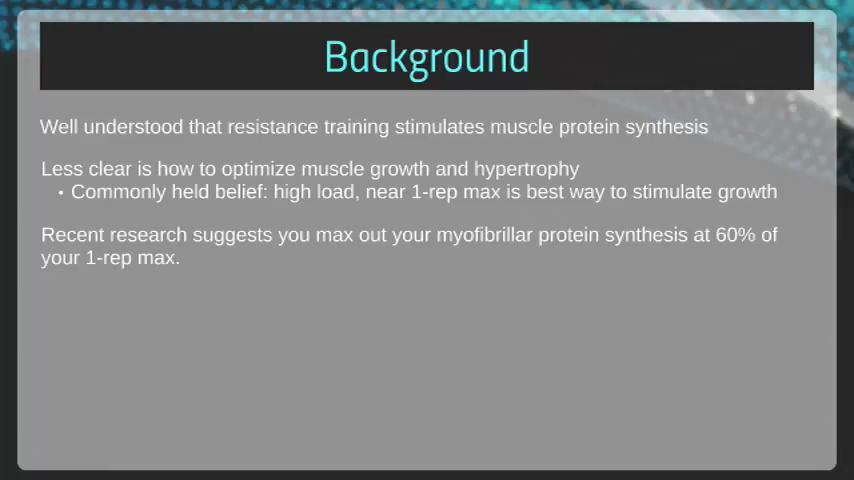 Background
Well understood that resistance training stimulates muscle protein synthesis
Less clear is how to optimize muscle growth and hypertrophy
• Commonly held belief: high load, near 1-rep max is best way to stimulate growth
Recent research suggests you max out your myofibrillar protein synthesis at 60% of
your 1-rep max.